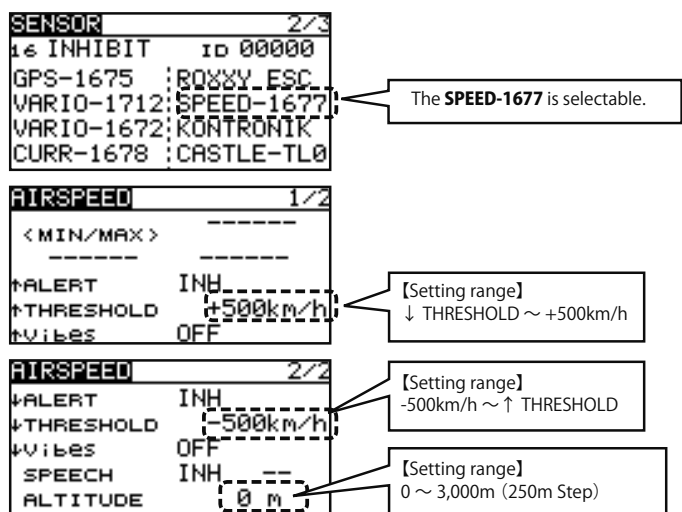 SENSOR 2/3
16 INHIBIT ID 00000
GPS-1675 ROXXY ESC
VARIO-1712 SPEED-1677
VARIO-1672 KONTRONIK
CURR-1678 CASTLE-TL0
The SPEED-1677 is selectable.
AIRSPEED 1/2
------
<MIN/MAX> ------
------ ------
↑ALERT INH
↑THRESHOLD +500km/h
↑Vibes OFF
【Setting range】
↓ THRESHOLD ~ +500km/h
AIRSPEED 2/2
↓ALERT INH
↓THRESHOLD -500km/h
↓Vibes OFF
SPEECH INH --
ALTITUDE 0 m
【Setting range】
-500km/h ~ ↑ THRESHOLD
【Setting range】
0 ~ 3,000m (250m Step)